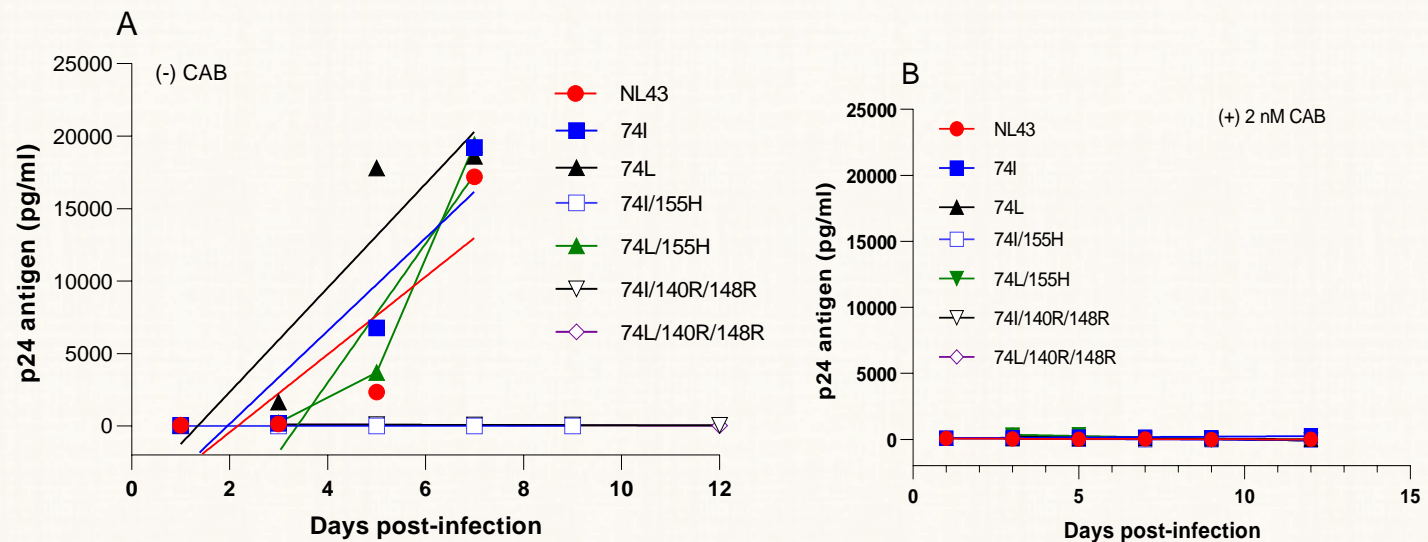 A
(-) CAB
25000
20000
15000
10000
5000
0
p24 antigen (pg/ml)
0 2 4 6 8 10 12
Days post-infection
NL43
74I
74L
74I/155H
74L/155H
74I/140R/148R
74L/140R/148R
B
(+) 2 nM CAB
25000
20000
15000
10000
5000
0
p24 antigen (pg/ml)
0 5 10 15
Days post-infection
NL43
74I
74L
74I/155H
74L/155H
74I/140R/148R
74L/140R/148R